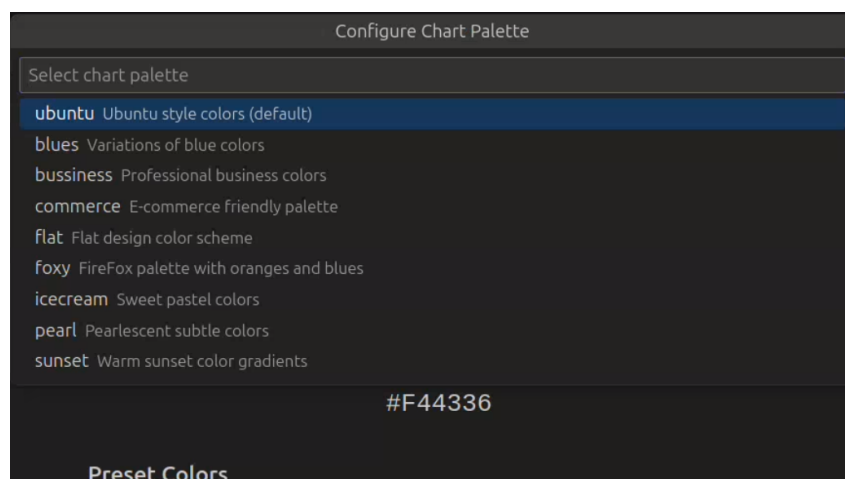 Configure Chart Palette
Select chart palette
ubuntu Ubuntu style colors (default)
blues Variations of blue colors
bussiness Professional business colors
commerce E-commerce friendly palette
flat Flat design color scheme
foxy FireFox palette with oranges and blues
icecream Sweet pastel colors
pearl Pearlescent subtle colors
sunset Warm sunset color gradients
#F44336
Preset Colors